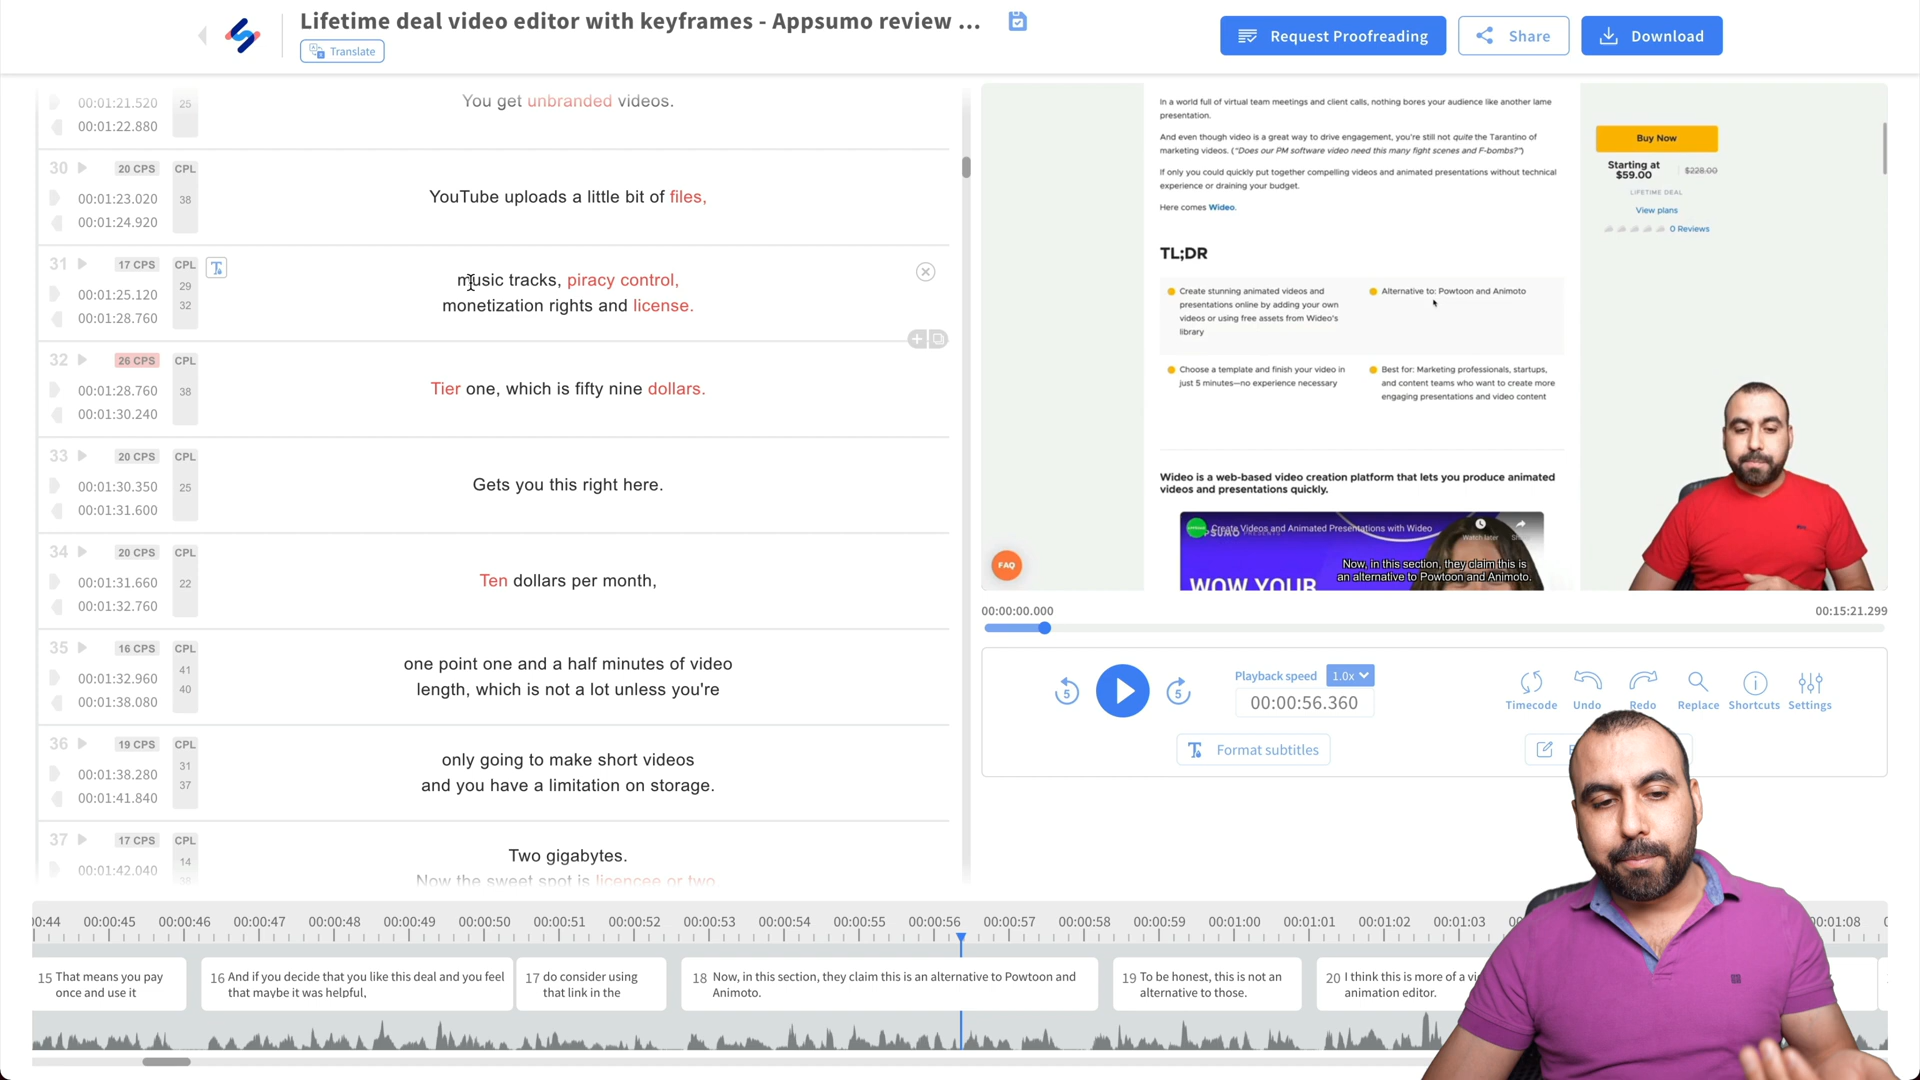 Lifetime deal video editor with keyframes - Appsumo review ...
Translate
Request Proofreading
Share
Download
00:01:21.520
25
You get unbranded videos.
00:01:22.880
30
20 CPS
CPL
00:01:23.020
38
YouTube uploads a little bit of files,
00:01:24.920
31
17 CPS
CPL
00:01:25.120
29
music tracks, piracy control,
00:01:28.760
32
monetization rights and license.
32
26 CPS
CPL
00:01:28.760
38
Tier one, which is fifty nine dollars.
00:01:30.240
33
20 CPS
CPL
00:01:30.350
25
Gets you this right here.
00:01:31.600
34
20 CPS
CPL
00:01:31.660
22
Ten dollars per month,
00:01:32.760
35
16 CPS
CPL
00:01:32.960
41
one point one and a half minutes of video
00:01:38.080
40
length, which is not a lot unless you're
36
19 CPS
CPL
00:01:38.280
31
only going to make short videos
00:01:41.840
37
and you have a limitation on storage.
37
17 CPS
CPL
00:01:42.040
14
Two gigabytes.
Now the sweet spot is licencee or two
In a world full of virtual team meetings and client calls, nothing bores your audience like another lame
presentation.
And even though video is a great way to drive engagement, you're still not quite the Tarantino of
marketing videos. ("Does our PM software video need this many fight scenes and F-bombs?")
If only you could quickly put together compelling videos and animated presentations without technical
experience or draining your budget.
Here comes Wideo.
TL;DR
Create stunning animated videos and
presentations online by adding your own
videos or using free assets from Wideo's
library
Alternative to: Powtoon and Animoto
Choose a template and finish your video in
just 5 minutes—no experience necessary
Best for: Marketing professionals, startups,
and content teams who want to create more
engaging presentations and video content
Wideo is a web-based video creation platform that lets you produce animated
videos and presentations quickly.
Create Videos and Animated Presentations with Wideo
Watch later
WOW YOUR
Now, in this section, they claim this is
an alternative to Powtoon and Animoto.
FAQ
Buy Now
Starting at
$59.00
$228.00
LIFETIME DEAL
View plans
0 Reviews
00:00:00.000
00:15:21.299
5
5
Playback speed
1.0x
00:00:56.360
Timecode
Undo
Redo
Replace
Shortcuts
Settings
Format subtitles
0:00:44
00:00:45
00:00:46
00:00:47
00:00:48
00:00:49
00:00:50
00:00:51
00:00:52
00:00:53
00:00:54
00:00:55
00:00:56
00:00:57
00:00:58
00:00:59
00:01:00
00:01:01
00:01:02
00:01:03
0:01:08
15 That means you pay
once and use it
16 And if you decide that you like this deal and you feel
that maybe it was helpful,
17 do consider using
that link in the
18 Now, in this section, they claim this is an alternative to Powtoon and
Animoto.
19 To be honest, this is not an
alternative to those.
20 I think this is more of a
animation editor.